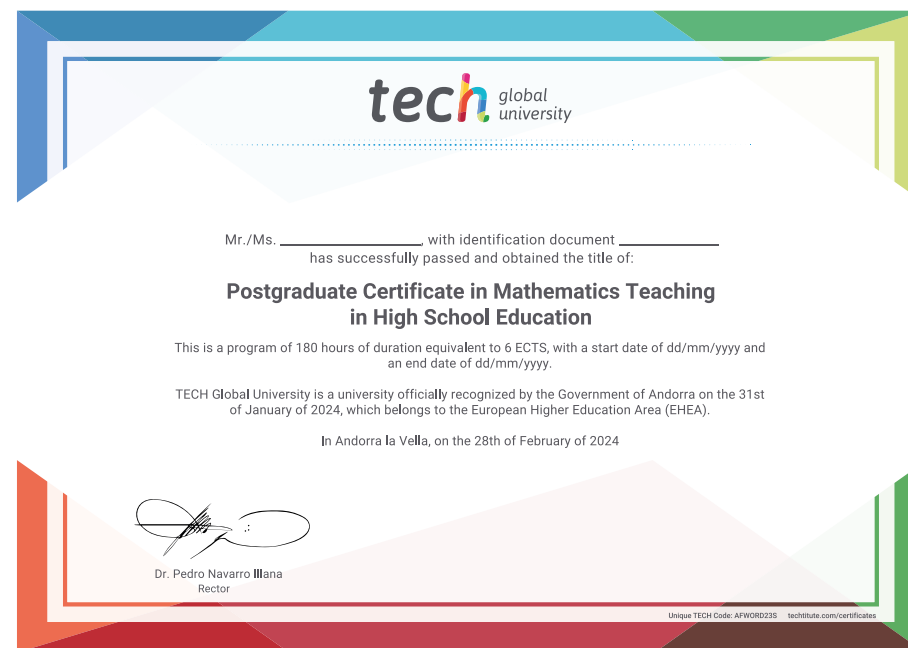 tech global university
Mr./Ms. ____________________, with identification document ______________
has successfully passed and obtained the title of:
Postgraduate Certificate in Mathematics Teaching
in High School Education
This is a program of 180 hours of duration equivalent to 6 ECTS, with a start date of dd/mm/yyyy and
an end date of dd/mm/yyyy.
TECH Global University is a university officially recognized by the Government of Andorra on the 31st
of January of 2024, which belongs to the European Higher Education Area (EHEA).
In Andorra la Vella, on the 28th of February of 2024
Dr. Pedro Navarro Illana
Rector
Unique TECH Code: AFWORD23S techtitute.com/certificates